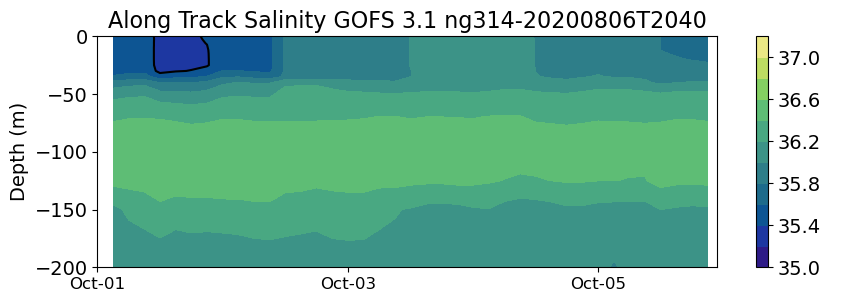 Along Track Salinity GOFS 3.1 ng314-20200806T2040
Depth (m)
0
−50
−100
−150
−200
Oct-01
Oct-03
Oct-05
37.0
36.6
36.2
35.8
35.4
35.0